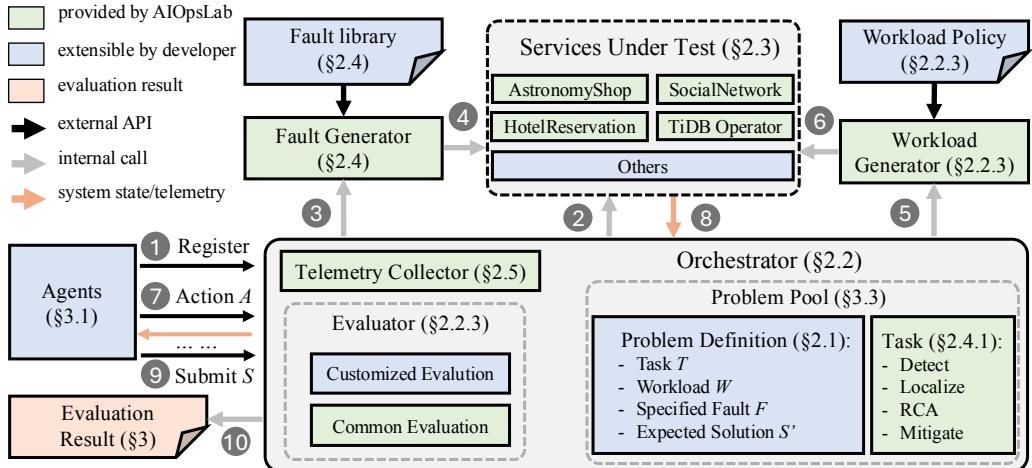 provided by AIOpsLab
extensible by developer
evaluation result
external API
internal call
system state/telemetry
Fault library
(§2.4)
Fault Generator
(§2.4)
4
3
Services Under Test (§2.3)
AstronomyShop
SocialNetwork
HotelReservation
TiDB Operator
Others
Workload Policy
(§2.2.3)
6
Workload
Generator (§2.2.3)
2
8
5
Agents
(§3.1)
1 Register
7 Action A
... ...
9 Submit S
Evaluation
Result (§3)
10
Telemetry Collector (§2.5)
Orchestrator (§2.2)
Evaluator (§2.2.3)
Customized Evalution
Common Evaluation
Problem Pool (§3.3)
Problem Definition (§2.1):
- Task T
- Workload W
- Specified Fault F
- Expected Solution S'
Task (§2.4.1):
- Detect
- Localize
- RCA
- Mitigate